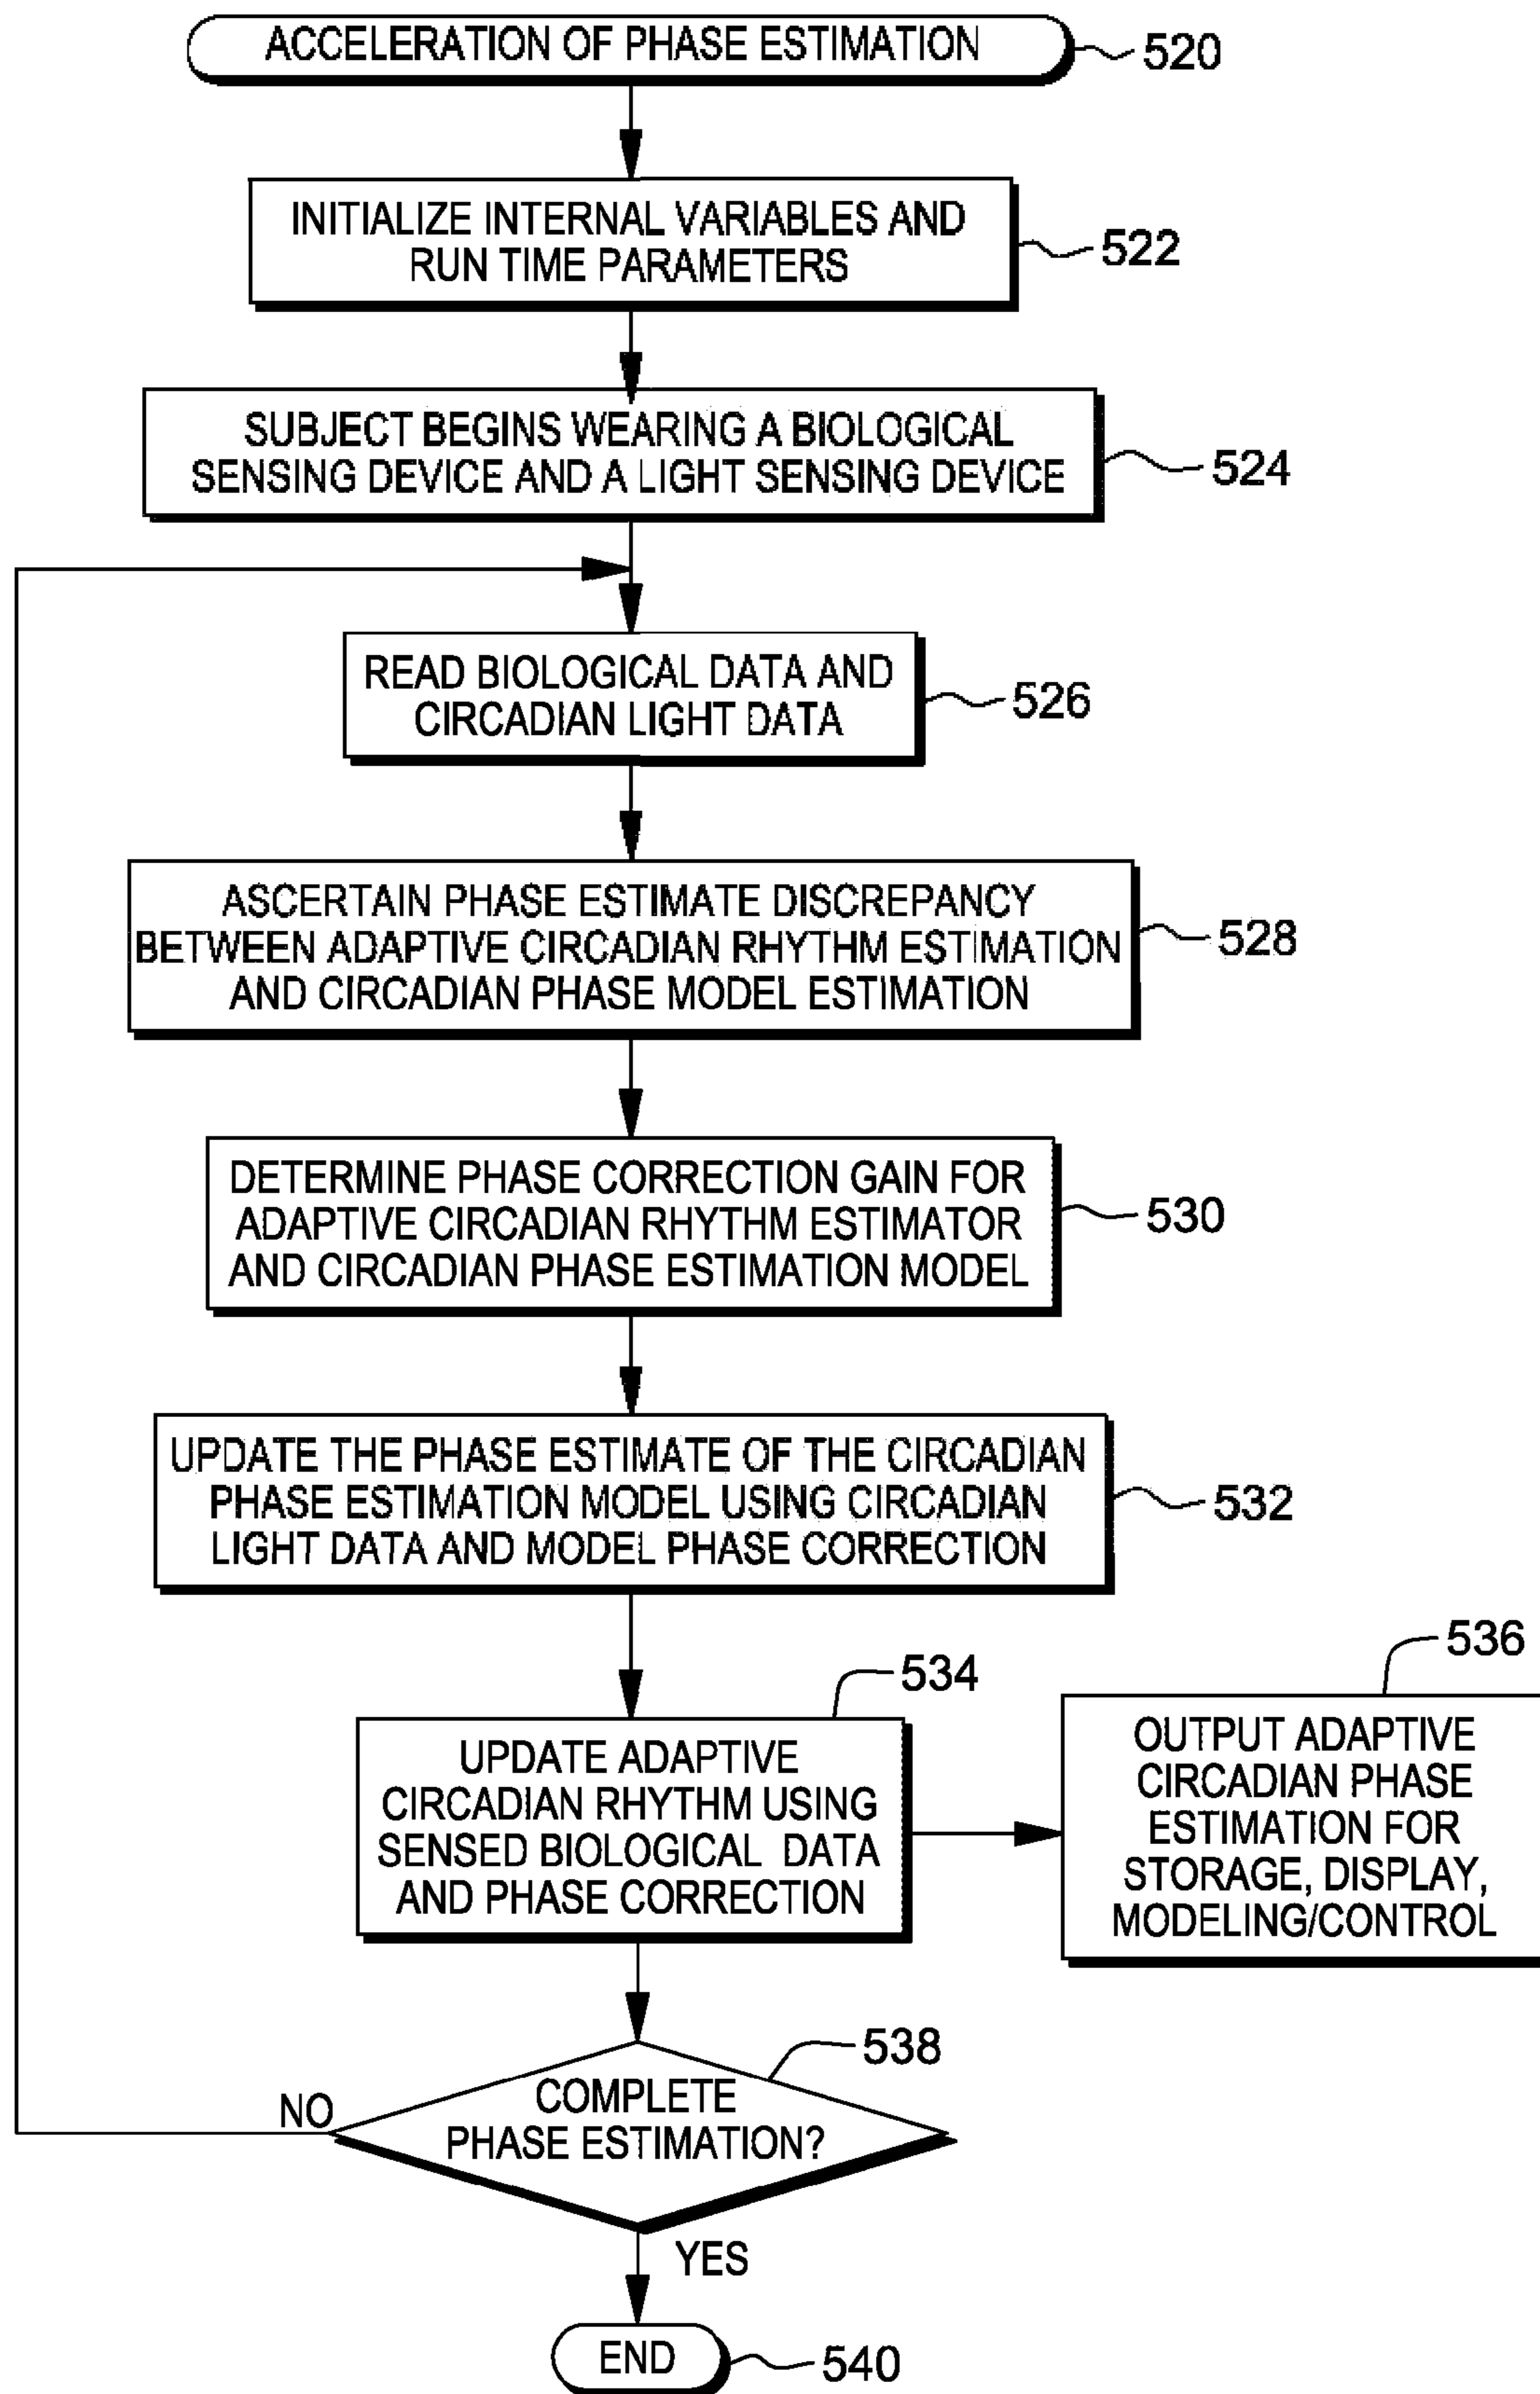 ACCELERATION OF PHASE ESTIMATION
520
INITIALIZE INTERNAL VARIABLES AND
RUN TIME PARAMETERS
522
SUBJECT BEGINS WEARING A BIOLOGICAL
SENSING DEVICE AND A LIGHT SENSING DEVICE
524
READ BIOLOGICAL DATA AND
CIRCADIAN LIGHT DATA
526
ASCERTAIN PHASE ESTIMATE DISCREPANCY
BETWEEN ADAPTIVE CIRCADIAN RHYTHM ESTIMATION
AND CIRCADIAN PHASE MODEL ESTIMATION
528
DETERMINE PHASE CORRECTION GAIN FOR
ADAPTIVE CIRCADIAN RHYTHM ESTIMATOR
AND CIRCADIAN PHASE ESTIMATION MODEL
530
UPDATE THE PHASE ESTIMATE OF THE CIRCADIAN
PHASE ESTIMATION MODEL USING CIRCADIAN
LIGHT DATA AND MODEL PHASE CORRECTION
532
534
UPDATE ADAPTIVE
CIRCADIAN RHYTHM USING
SENSED BIOLOGICAL DATA
AND PHASE CORRECTION
536
OUTPUT ADAPTIVE
CIRCADIAN PHASE
ESTIMATION FOR
STORAGE, DISPLAY,
MODELING/CONTROL
538
COMPLETE
PHASE ESTIMATION?
NO
YES
END
540